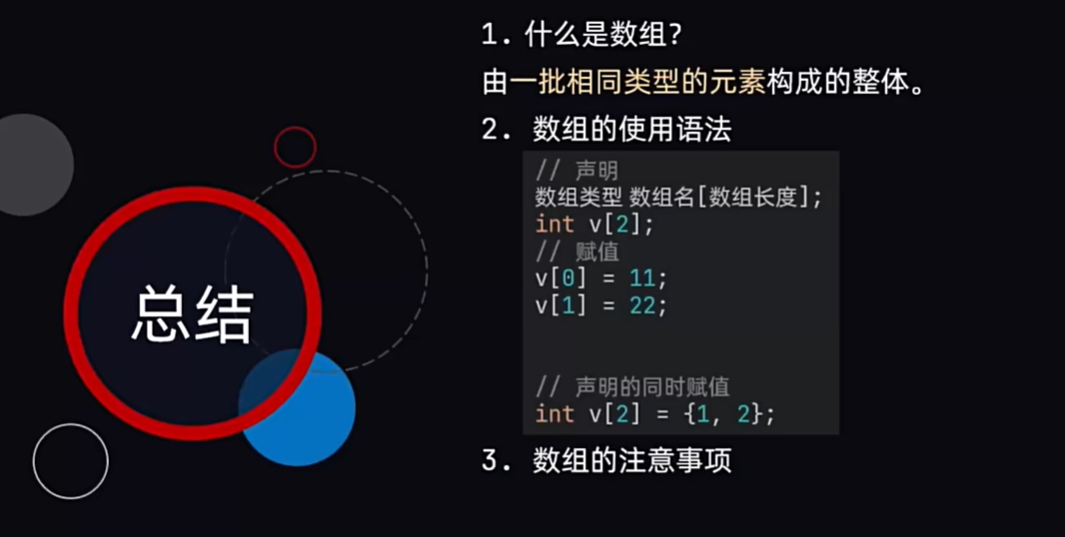 总结
1. 什么是数组?
由一批相同类型的元素构成的整体。
2. 数组的使用语法
// 声明
数组类型 数组名[数组长度];
int v[2];
// 赋值
v[0] = 11;
v[1] = 22;
// 声明的同时赋值
int v[2] = {1, 2};
3. 数组的注意事项